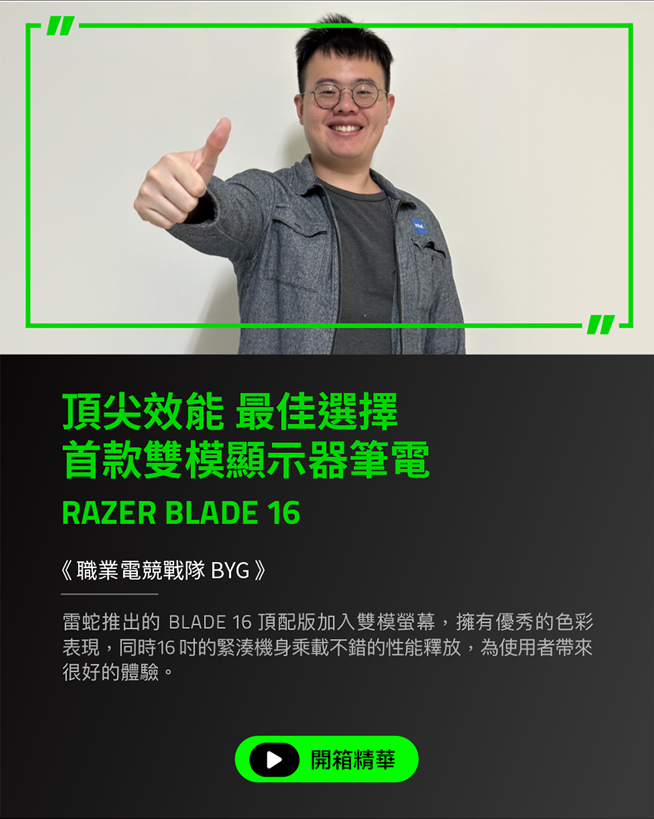 頂尖效能 最佳選擇
首款雙模顯示器筆電
RAZER BLADE 16
《 職業電競戰隊 BYG 》
雷蛇推出的 BLADE 16 頂配版加入雙模螢幕，擁有優秀的色彩
表現，同時16 吋的緊湊機身乘載不錯的性能釋放，為使用者帶來
很好的體驗。
開箱精華